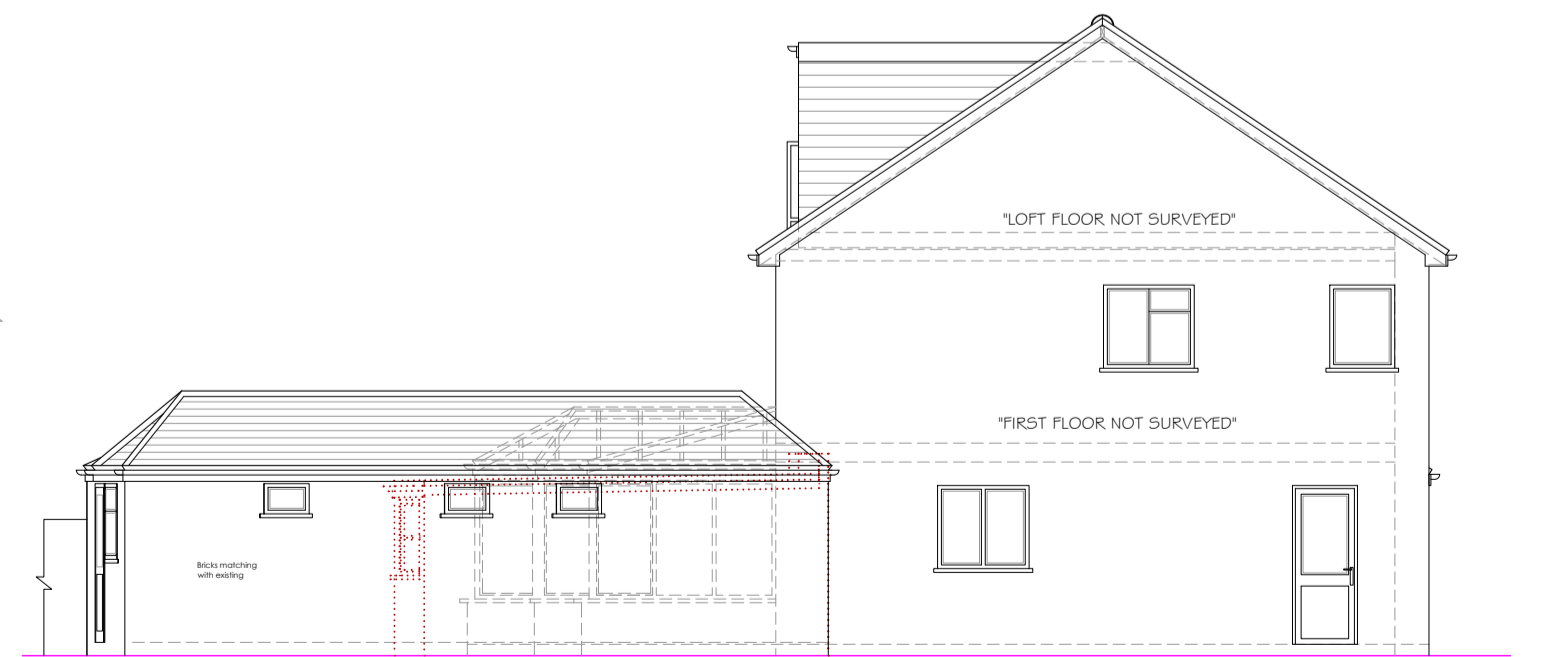 "LOFT FLOOR NOT SURVEYED"
"FIRST FLOOR NOT SURVEYED"
Bricks matching
with existing